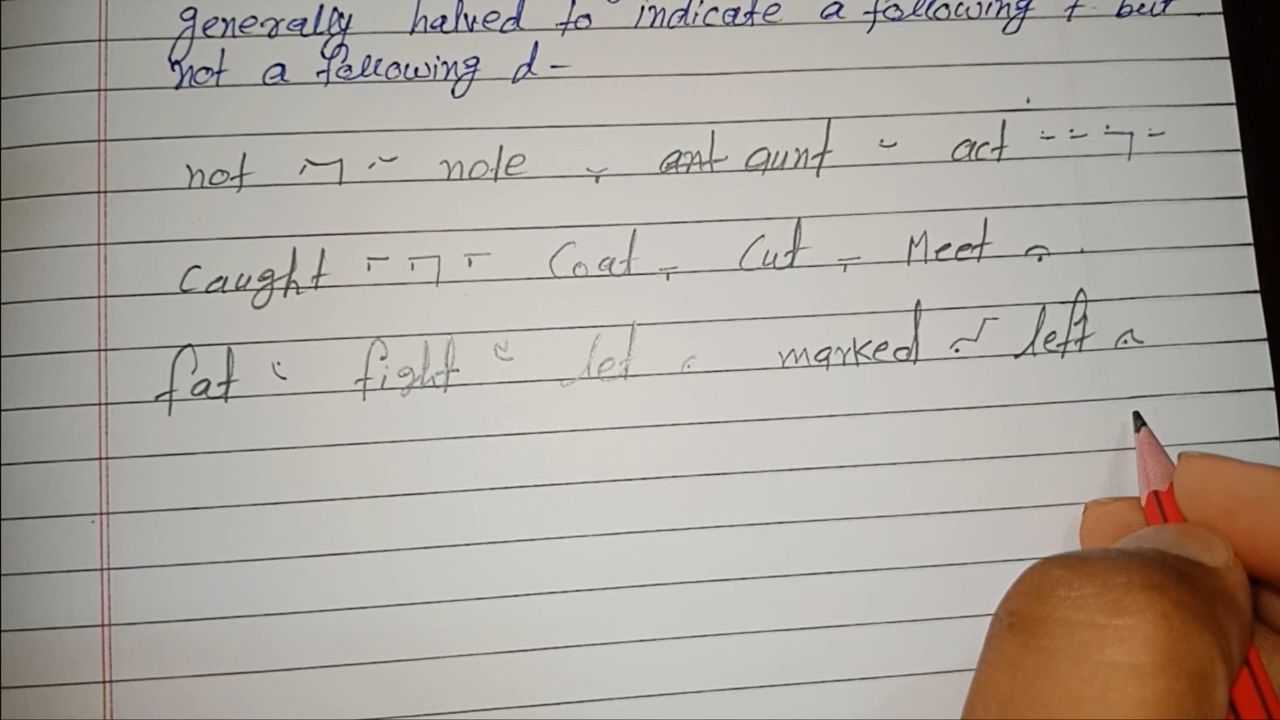 generally halved to indicate a following t but
not a following d-
not note ant aunt act
Caught Coat Cut Meet
fat fight let marked left